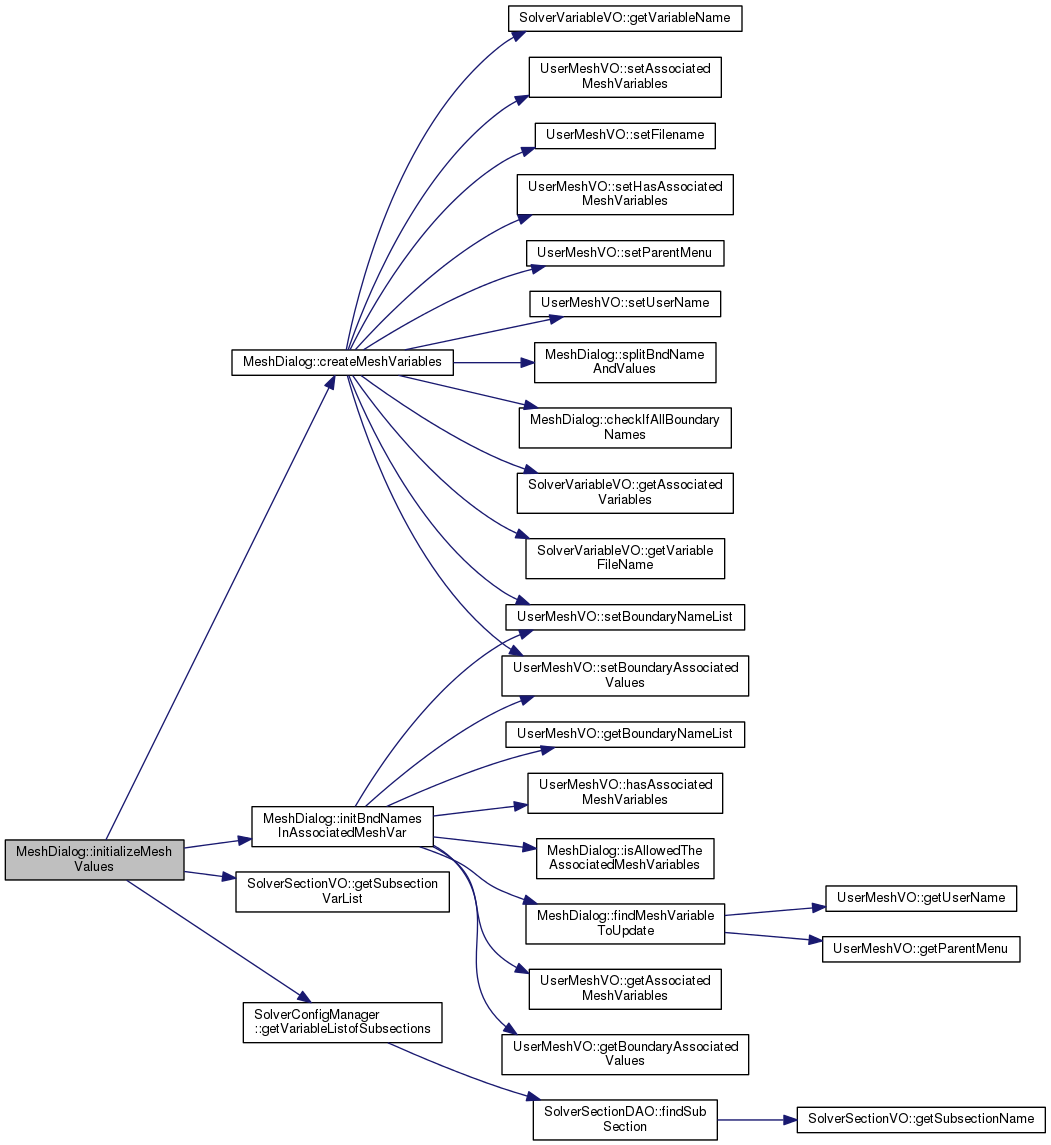 SolverVariableVO::getVariableName
UserMeshVO::setAssociated
MeshVariables
UserMeshVO::setFilename
UserMeshVO::setHasAssociated
MeshVariables
UserMeshVO::setParentMenu
UserMeshVO::setUserName
MeshDialog::createMeshVariables
MeshDialog::splitBndName
AndValues
MeshDialog::checkIfAllBoundary
Names
SolverVariableVO::getAssociated
Variables
SolverVariableVO::getVariable
FileName
UserMeshVO::setBoundaryNameList
UserMeshVO::setBoundaryAssociated
Values
UserMeshVO::getBoundaryNameList
UserMeshVO::hasAssociated
MeshVariables
MeshDialog::initBndNames
InAssociatedMeshVar
MeshDialog::initializeMesh
Values
MeshDialog::isAllowedThe
AssociatedMeshVariables
SolverSectionVO::getSubsection
VarList
MeshDialog::findMeshVariable
ToUpdate
UserMeshVO::getUserName
UserMeshVO::getParentMenu
UserMeshVO::getAssociated
MeshVariables
SolverConfigManager
::getVariableListofSubsections
UserMeshVO::getBoundaryAssociated
Values
SolverSectionDAO::findSub
Section
SolverSectionVO::getSubsectionName